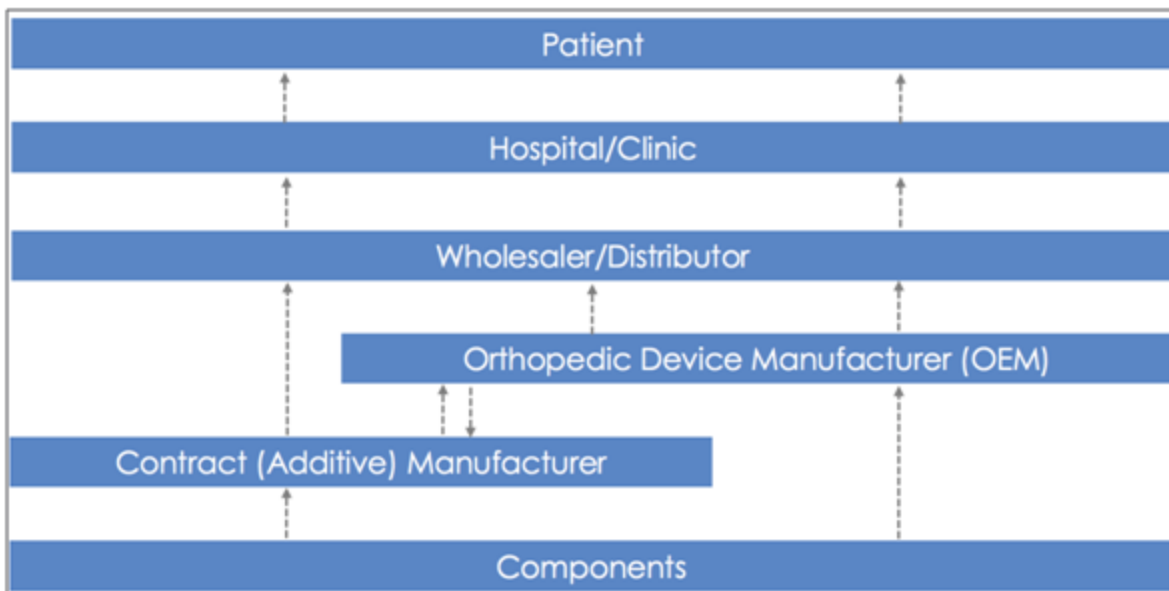 Patient
Hospital/Clinic
Wholesaler/Distributor
Orthopedic Device Manufacturer (OEM)
Contract (Additive) Manufacturer
Components